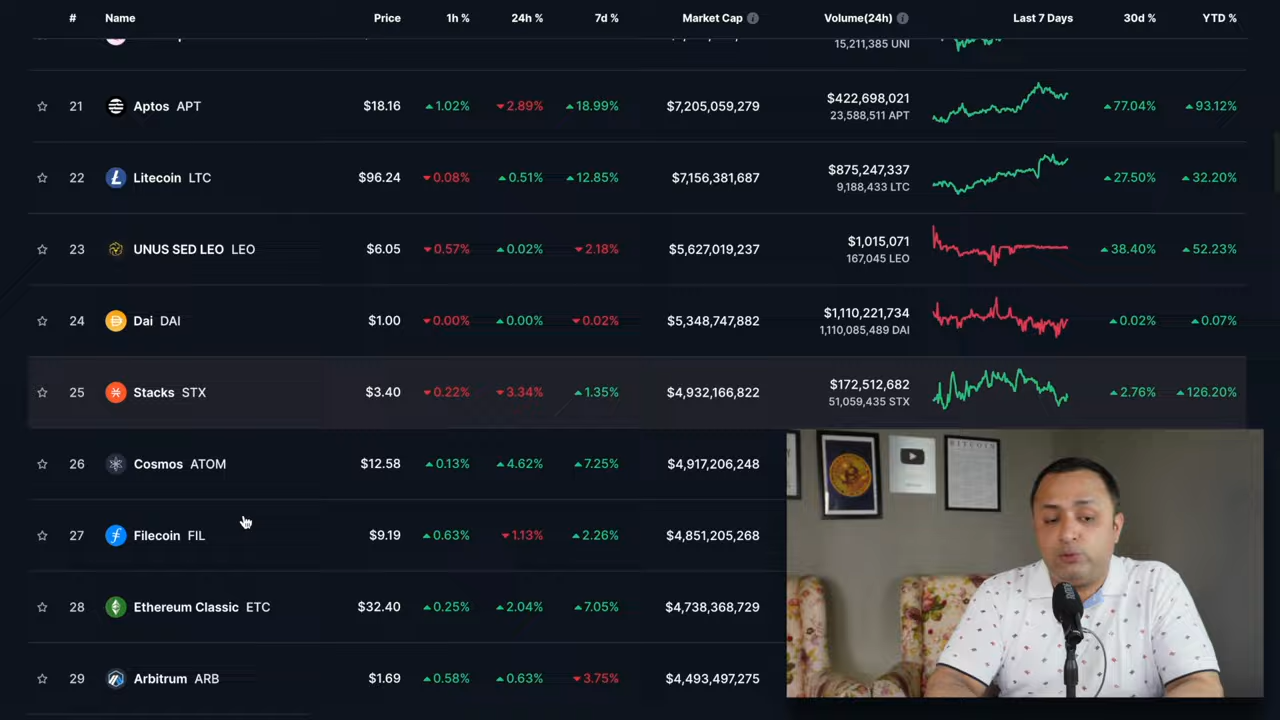 # Name Price 1h % 24h % 7d % Market Cap Volume(24h) Last 7 Days 30d % YTD %
15,211,385 UNI
21 Aptos APT $18.16 1.02% 2.89% 18.99% $7,205,059,279 $422,698,021 77.04% 93.12%
23,588,511 APT
22 Litecoin LTC $96.24 0.08% 0.51% 12.85% $7,156,381,687 $875,247,337 27.50% 32.20%
9,188,433 LTC
23 UNUS SED LEO LEO $6.05 0.57% 0.02% 2.18% $5,627,019,237 $1,015,071 38.40% 52.23%
167,045 LEO
24 Dai DAI $1.00 0.00% 0.00% 0.02% $5,348,747,882 $1,110,221,734 0.02% 0.07%
1,110,085,489 DAI
25 Stacks STX $3.40 0.22% 3.34% 1.35% $4,932,166,822 $172,512,682 2.76% 126.20%
51,059,435 STX
26 Cosmos ATOM $12.58 0.13% 4.62% 7.25% $4,917,206,248
27 Filecoin FIL $9.19 0.63% 1.13% 2.26% $4,851,205,268
28 Ethereum Classic ETC $32.40 0.25% 2.04% 7.05% $4,738,368,729
29 Arbitrum ARB $1.69 0.58% 0.63% 3.75% $4,493,497,275
BITCOIN